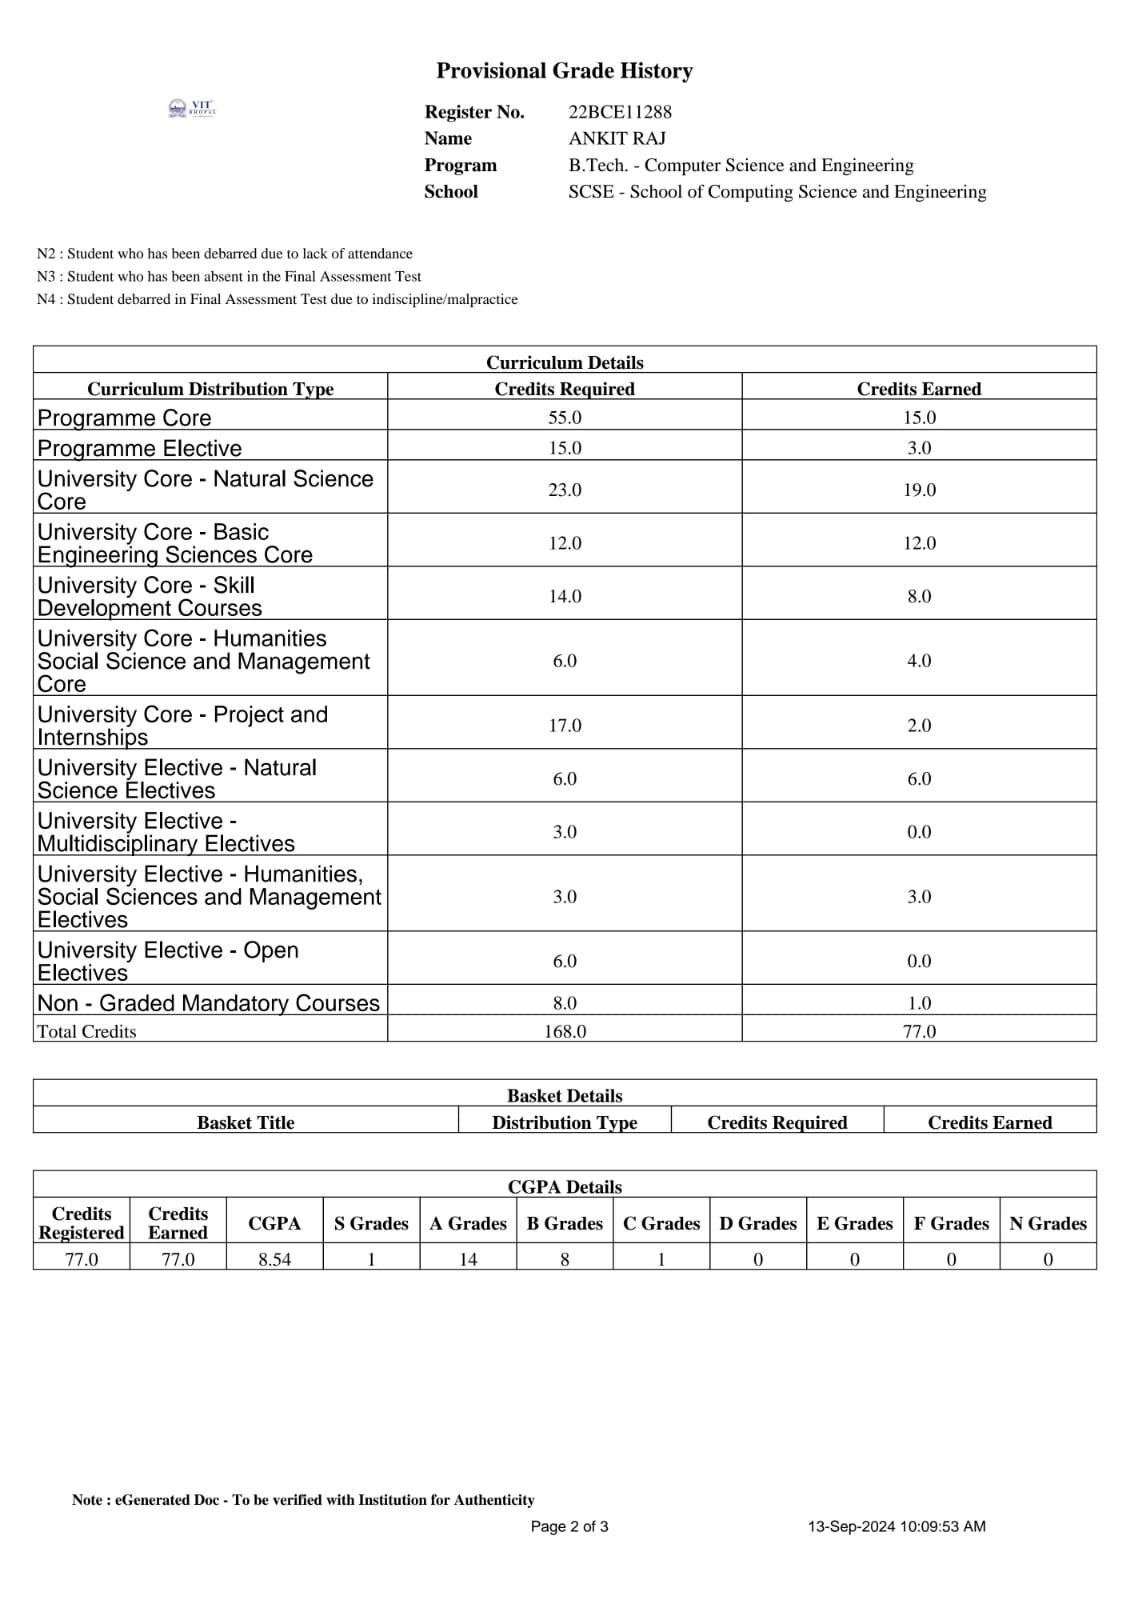 Provisional Grade History
VIT
BHOPAL
Register No. 22BCE11288
Name ANKIT RAJ
Program B.Tech. - Computer Science and Engineering
School SCSE - School of Computing Science and Engineering
N2 : Student who has been debarred due to lack of attendance
N3 : Student who has been absent in the Final Assessment Test
N4 : Student debarred in Final Assessment Test due to indiscipline/malpractice
Curriculum Details
Curriculum Distribution Type Credits Required Credits Earned
Programme Core 55.0 15.0
Programme Elective 15.0 3.0
University Core - Natural Science
Core 23.0 19.0
University Core - Basic
Engineering Sciences Core 12.0 12.0
University Core - Skill
Development Courses 14.0 8.0
University Core - Humanities
Social Science and Management 6.0 4.0
Core
University Core - Project and
Internships 17.0 2.0
University Elective - Natural
Science Electives 6.0 6.0
University Elective -
Multidisciplinary Electives 3.0 0.0
University Elective - Humanities,
Social Sciences and Management 3.0 3.0
Electives
University Elective - Open
Electives 6.0 0.0
Non - Graded Mandatory Courses 8.0 1.0
Total Credits 168.0 77.0
Basket Details
Basket Title Distribution Type Credits Required Credits Earned
CGPA Details
Credits Registered Credits Earned CGPA S Grades A Grades B Grades C Grades D Grades E Grades F Grades N Grades
77.0 77.0 8.54 1 14 8 1 0 0 0 0
Note : eGenerated Doc - To be verified with Institution for Authenticity
Page 2 of 3 13-Sep-2024 10:09:53 AM